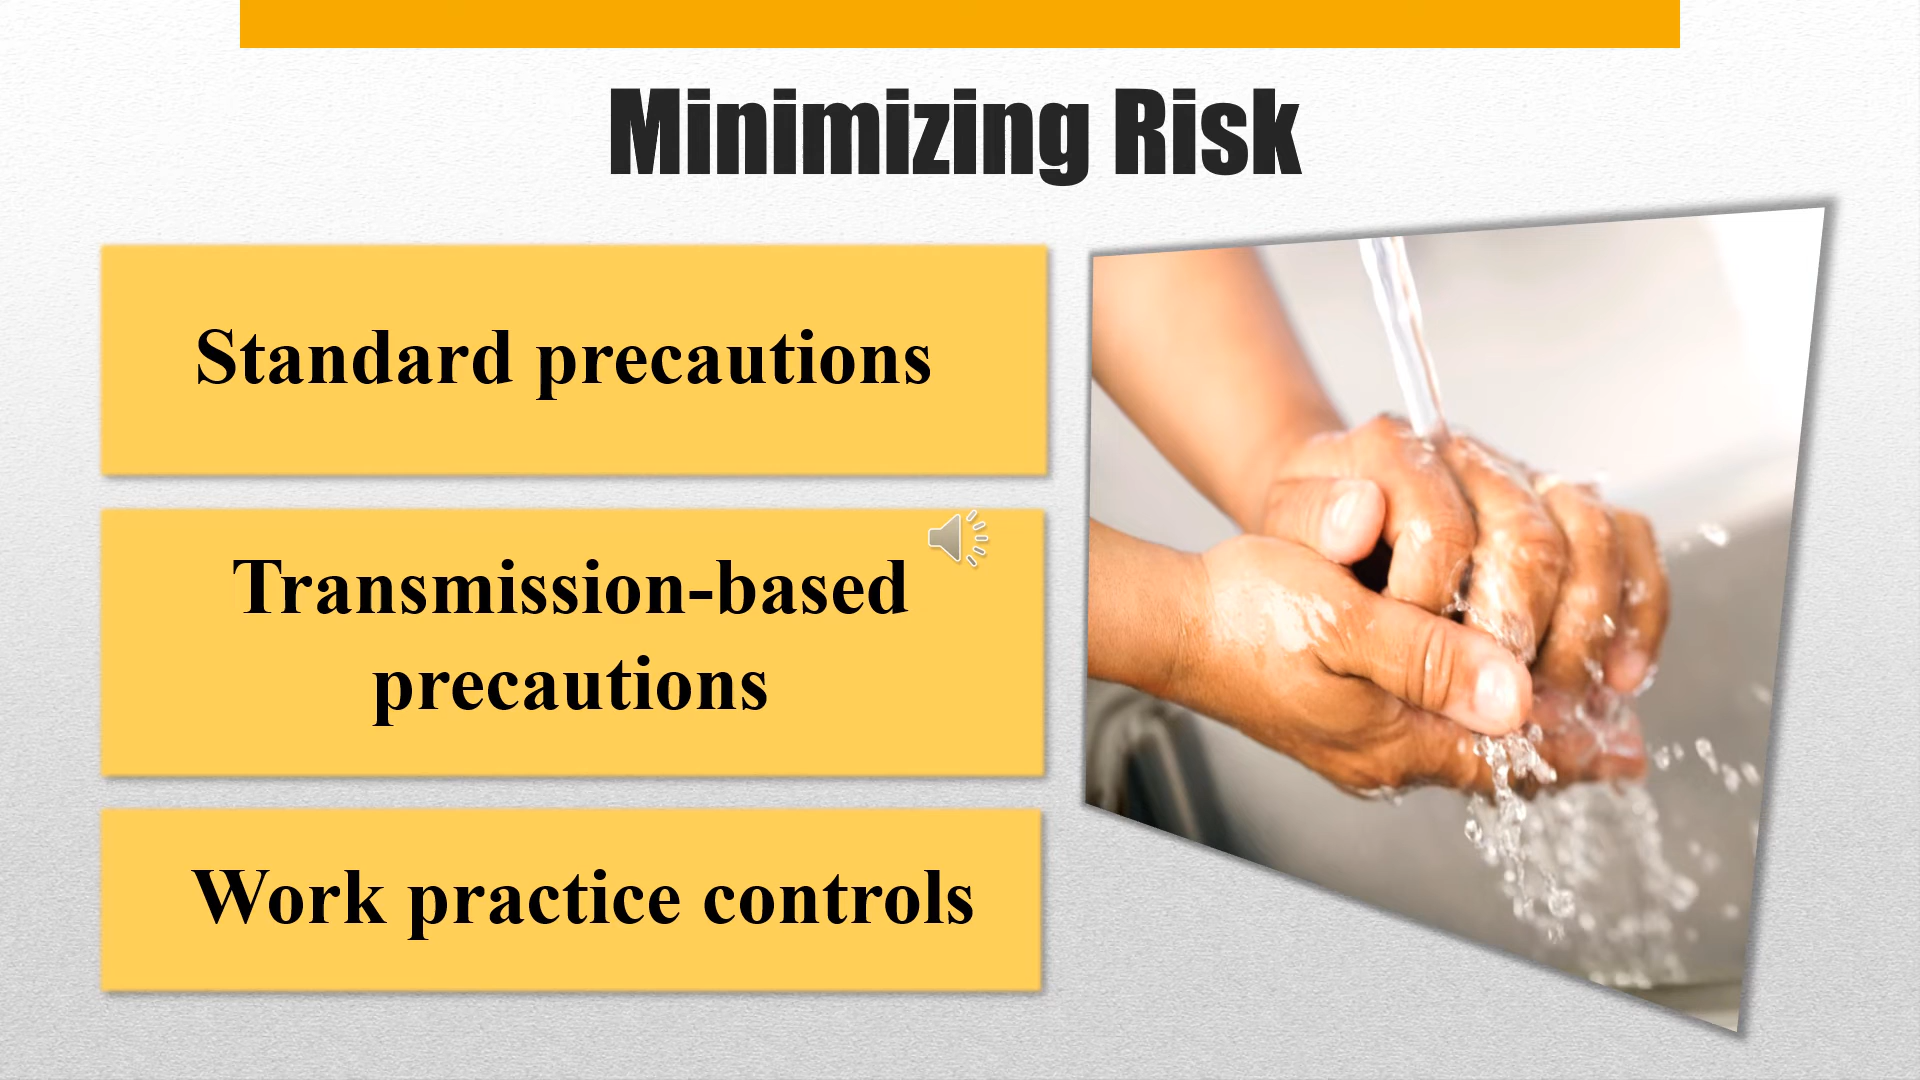 Minimizing Risk
Standard precautions
Transmission-based
precautions
Work practice controls